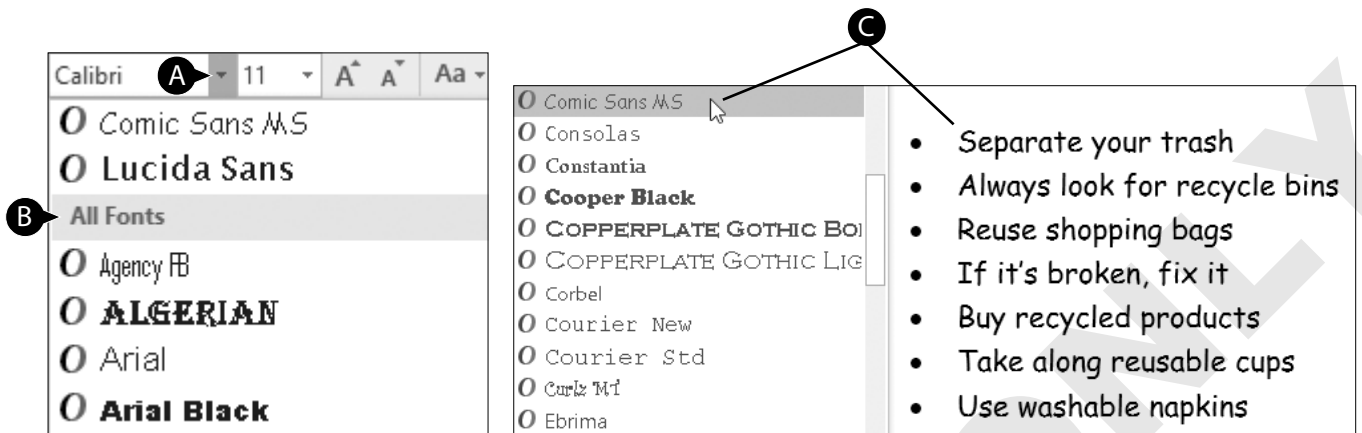 C
Calibri A 11 A A Aa
O Comic Sans MS
O Lucida Sans
B All Fonts
O Agency FB
O ALGERIAN
O Arial
O Arial Black
O Comic Sans MS
O Consolas
O Constantia
O Cooper Black
O COPPERPLATE GOTHIC BOL
O COPPERPLATE GOTHIC LIG
O Corbel
O Courier New
O Courier Std
O Curlz MT
O Ebrima
• Separate your trash
• Always look for recycle bins
• Reuse shopping bags
• If it's broken, fix it
• Buy recycled products
• Take along reusable cups
• Use washable napkins
ONLY